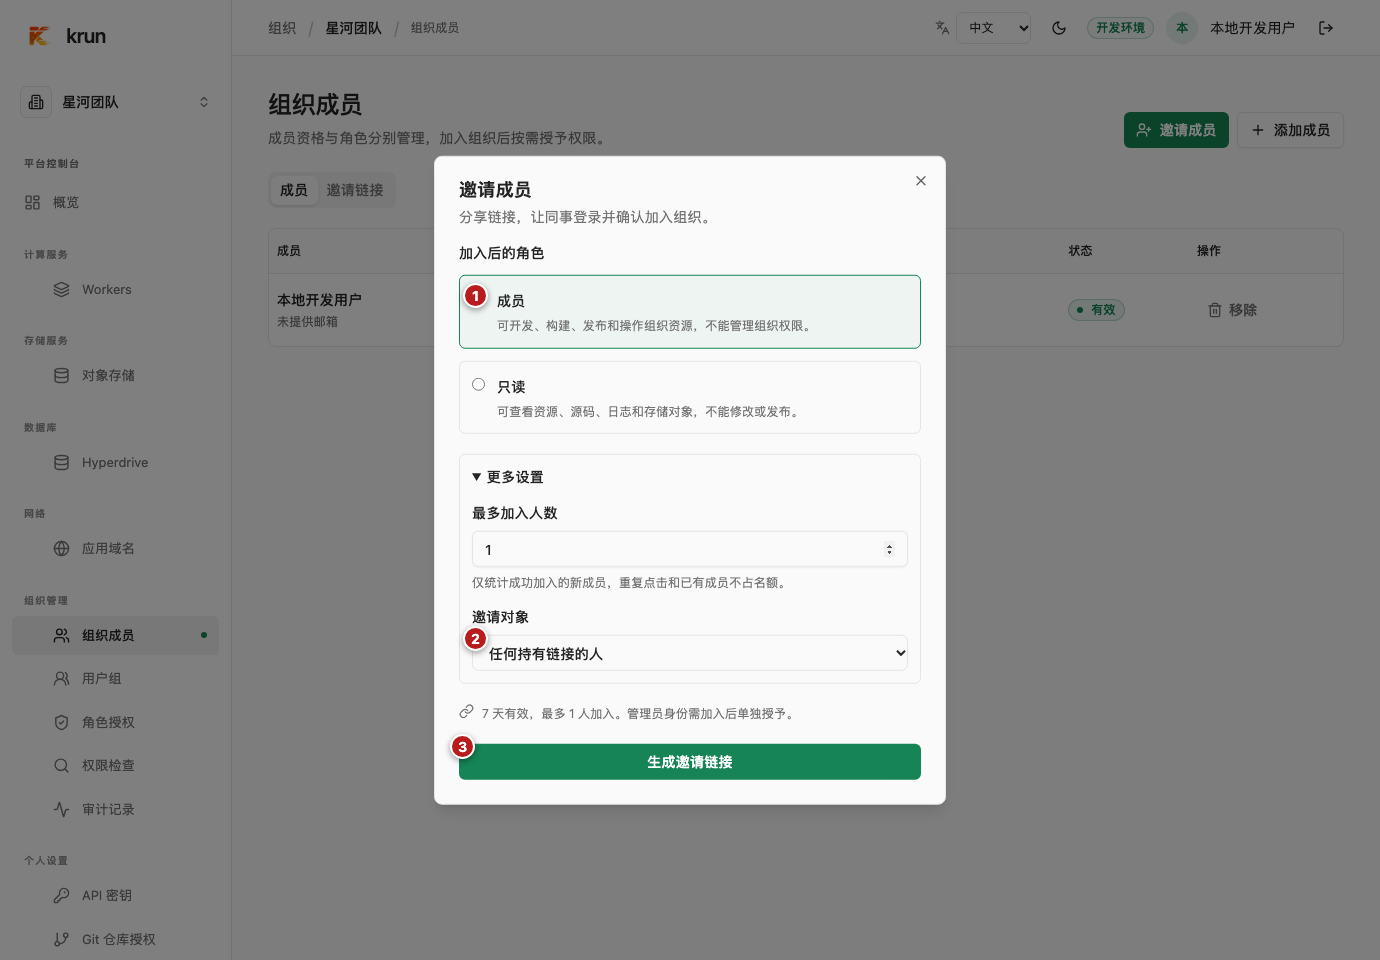 krun
组织 / 星河团队 / 组织成员
中文
开发环境
本
本地开发用户
星河团队
平台控制台
概览
计算服务
Workers
存储服务
对象存储
数据库
Hyperdrive
网络
应用域名
组织管理
组织成员
用户组
角色授权
权限检查
审计记录
个人设置
API 密钥
Git 仓库授权
组织成员
成员资格与角色分别管理，加入组织后按需授予权限。
邀请成员
添加成员
成员
邀请链接
成员
状态
操作
本地开发用户
未提供邮箱
有效
移除
邀请成员
分享链接，让同事登录并确认加入组织。
加入后的角色
1
成员
可开发、构建、发布和操作组织资源，不能管理组织权限。
只读
可查看资源、源码、日志和存储对象，不能修改或发布。
▼ 更多设置
最多加入人数
1
仅统计成功加入的新成员，重复点击和已有成员不占名额。
邀请对象
2
任何持有链接的人
7 天有效，最多 1 人加入。管理员身份需加入后单独授予。
3
生成邀请链接